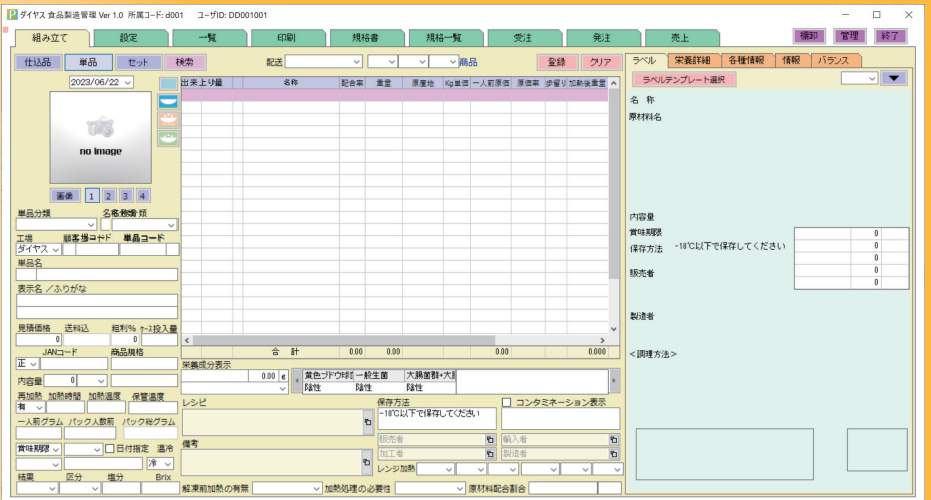 ダイヤス 食品製造管理 Ver 1.0 所属コード: d001 ユーザID: DD001001
組み立て 設定 一覧 印刷 規格書 規格一覧 受注 発注 売上 棚卸 管理 終了
仕込品 単品 セット 検索 配送 商品 登録 クリア
ラベル 栄養詳細 各種情報 情報 バランス
ラベルテンプレート選択
2023/06/22
出来上り量 名称 配合率 重量 原産地 Kg単価 一人前原価 原価率 歩留り 加熱後重量
no image
画像 1 2 3 4
単品分類
工場 単品コード
ダイヤス
単品名
表示名 / ふりがな
見積価格 送料込 粗利% ケース投入量
0 0
JANコード 商品規格
正
内容量 0
再加熱 加熱時間 加熱温度 保管温度
有
一人前グラム パック人数前 パック総グラム
賞味期限 日付指定 温冷
冷
結果 区分 塩分 Brix
合 計 0.00 0.00 0.00 0.000
栄養成分表示
0.00 g
黄色ブドウ球 一般生菌 大腸菌群+大
陰性 陰性 陰性
レシピ 保存方法 コンタミネーション表示
-18℃以下で保存してください
備考
販売者 輸入者
加工者 製造者
レンジ加熱
解凍前加熱の有無 加熱処理の必要性 原材料配合割合
名 称
原材料名
内容量
賞味期限
保存方法 -18℃以下で保存してください
販売者
0
0
0
0
0
製造者
<調理方法>